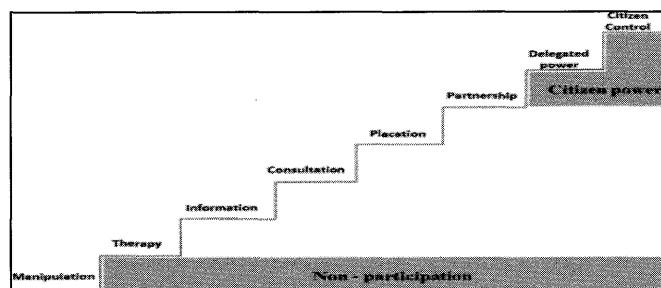 Citizen
Control
Delegated
power
Citizen power
Partnership
Placation
Consultation
Information
Therapy
Manipulation
Non - participation